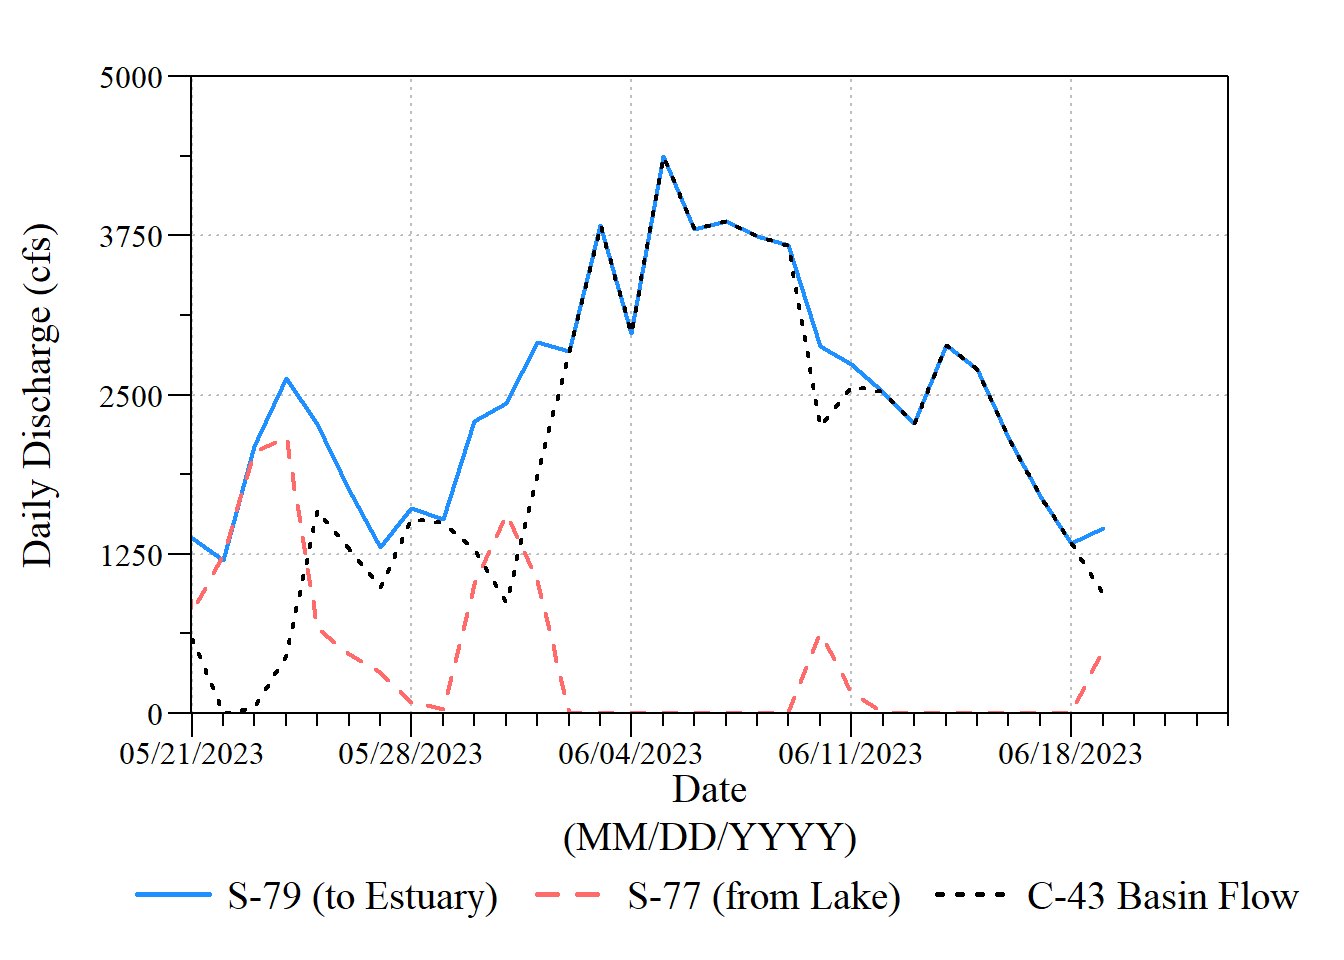 5000
3750
2500
1250
0
Daily Discharge (cfs)
05/21/2023 05/28/2023 06/04/2023 06/11/2023 06/18/2023
Date
(MM/DD/YYYY)
S-79 (to Estuary) S-77 (from Lake) C-43 Basin Flow